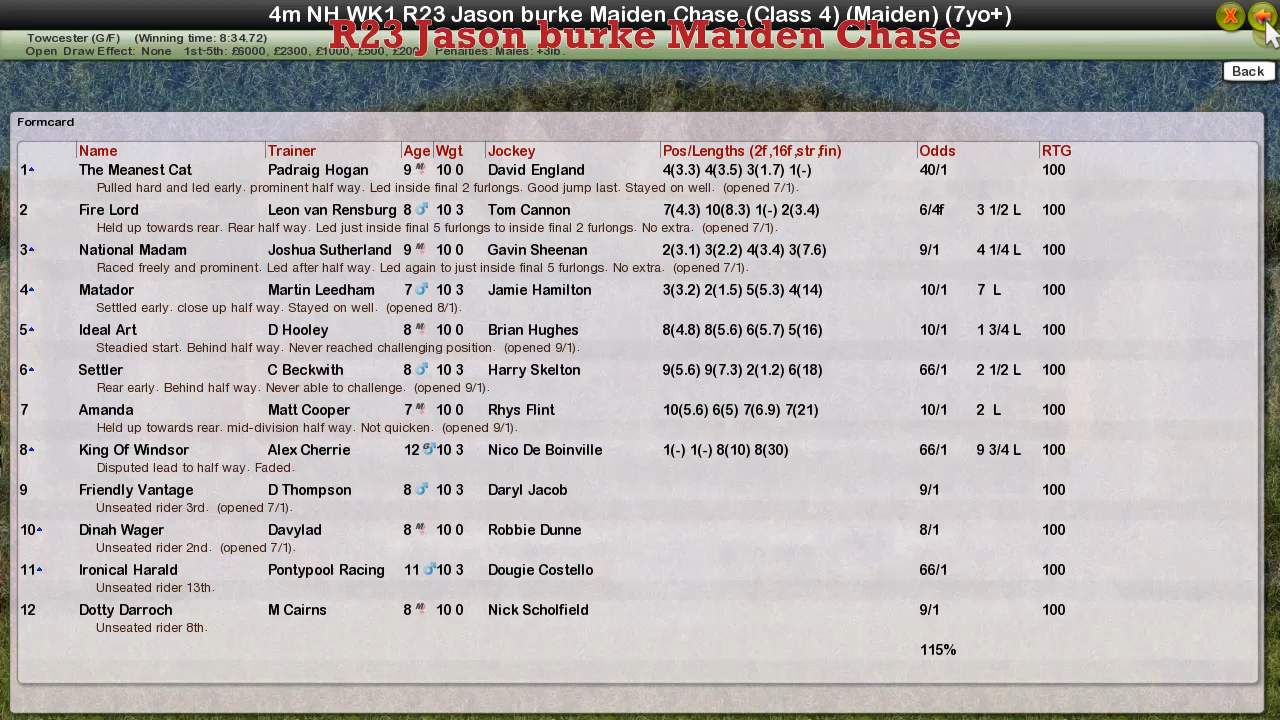 4m NH WK1 R23 Jason burke Maiden Chase (Class 4) (Maiden) (7yo+)
R23 Jason burke Maiden Chase
Towcester (G/F) (Winning time: 8:34.72)
Open Draw Effect: None 1st-5th: £6000, £2300, £1000, £500, £200 Penalties: Males: +3lb.
Back
Formcard
Name Trainer Age Wgt Jockey Pos/Lengths (2f,16f,str,fin) Odds RTG
1 The Meanest Cat Padraig Hogan 9 10 0 David England 4(3.3) 4(3.5) 3(1.7) 1(-) 40/1 100
Pulled hard and led early. prominent half way. Led inside final 2 furlongs. Good jump last. Stayed on well. (opened 7/1).
2 Fire Lord Leon van Rensburg 8 10 3 Tom Cannon 7(4.3) 10(8.3) 1(-) 2(3.4) 6/4f 3 1/2 L 100
Held up towards rear. Rear half way. Led just inside final 5 furlongs to inside final 2 furlongs. No extra. (opened 7/1).
3 National Madam Joshua Sutherland 9 10 0 Gavin Sheenan 2(3.1) 3(2.2) 4(3.4) 3(7.6) 9/1 4 1/4 L 100
Raced freely and prominent. Led after half way. Led again to just inside final 5 furlongs. No extra. (opened 7/1).
4 Matador Martin Leedham 7 10 3 Jamie Hamilton 3(3.2) 2(1.5) 5(5.3) 4(14) 10/1 7 L 100
Settled early. close up half way. Stayed on well. (opened 8/1).
5 Ideal Art D Hooley 8 10 0 Brian Hughes 8(4.8) 8(5.6) 6(5.7) 5(16) 10/1 1 3/4 L 100
Steadied start. Behind half way. Never reached challenging position. (opened 9/1).
6 Settler C Beckwith 8 10 3 Harry Skelton 9(5.6) 9(7.3) 2(1.2) 6(18) 66/1 2 1/2 L 100
Rear early. Behind half way. Never able to challenge. (opened 9/1).
7 Amanda Matt Cooper 7 10 0 Rhys Flint 10(5.6) 6(5) 7(6.9) 7(21) 10/1 2 L 100
Held up towards rear. mid-division half way. Not quicken. (opened 9/1).
8 King Of Windsor Alex Cherrie 12 10 3 Nico De Boinville 1(-) 1(-) 8(10) 8(30) 66/1 9 3/4 L 100
Disputed lead to half way. Faded.
9 Friendly Vantage D Thompson 8 10 3 Daryl Jacob 9/1 100
Unseated rider 3rd. (opened 7/1).
10 Dinah Wager Davylad 8 10 0 Robbie Dunne 8/1 100
Unseated rider 2nd. (opened 7/1).
11 Ironical Harald Pontypool Racing 11 10 3 Dougie Costello 66/1 100
Unseated rider 13th.
12 Dotty Darroch M Cairns 8 10 0 Nick Scholfield 9/1 100
Unseated rider 8th.
115%